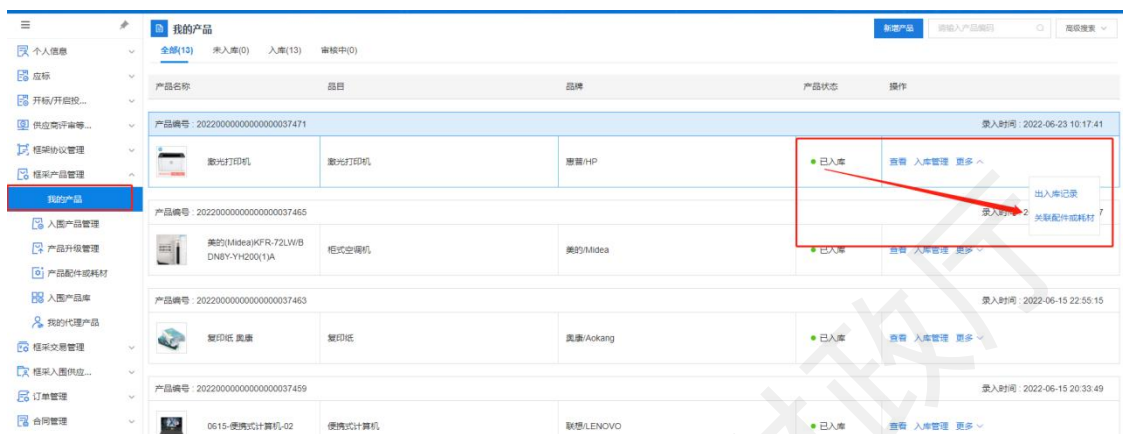 我的产品
新增产品 请输入产品编码 高级搜索
个人信息
全部(13) 未入库(0) 入库(13) 审核中(0)
应标
产品名称 品目 品牌 产品状态 操作
开标/开启投...
供应商评审等...
产品编号：20220000000000000037471 录入时间：2022-06-23 10:17:41
框架协议管理
激光打印机 激光打印机 惠普/HP 已入库 查看 入库管理 更多
框采产品管理
出入库记录
我的产品
关联配件或耗材
产品编号：20220000000000000037465 录入时间：2 7
入围产品管理
美的(Midea)KFR-72LW/B
DN8Y-YH200(1)A
柜式空调机 美的/Midea 已入库 查看 入库管理 更多
产品升级管理
产品配件或耗材
入围产品库
产品编号：20220000000000000037463 录入时间：2022-06-15 22:55:15
我的代理产品
复印纸 奥康 复印纸 奥康/Aokang 已入库 查看 入库管理 更多
框采交易管理
框采入围供应...
产品编号：20220000000000000037459 录入时间：2022-06-15 20:33:49
订单管理
合同管理
0615-便携式计算机-02 便携式计算机 联想/LENOVO 已入库 查看 入库管理 更多
财政厅